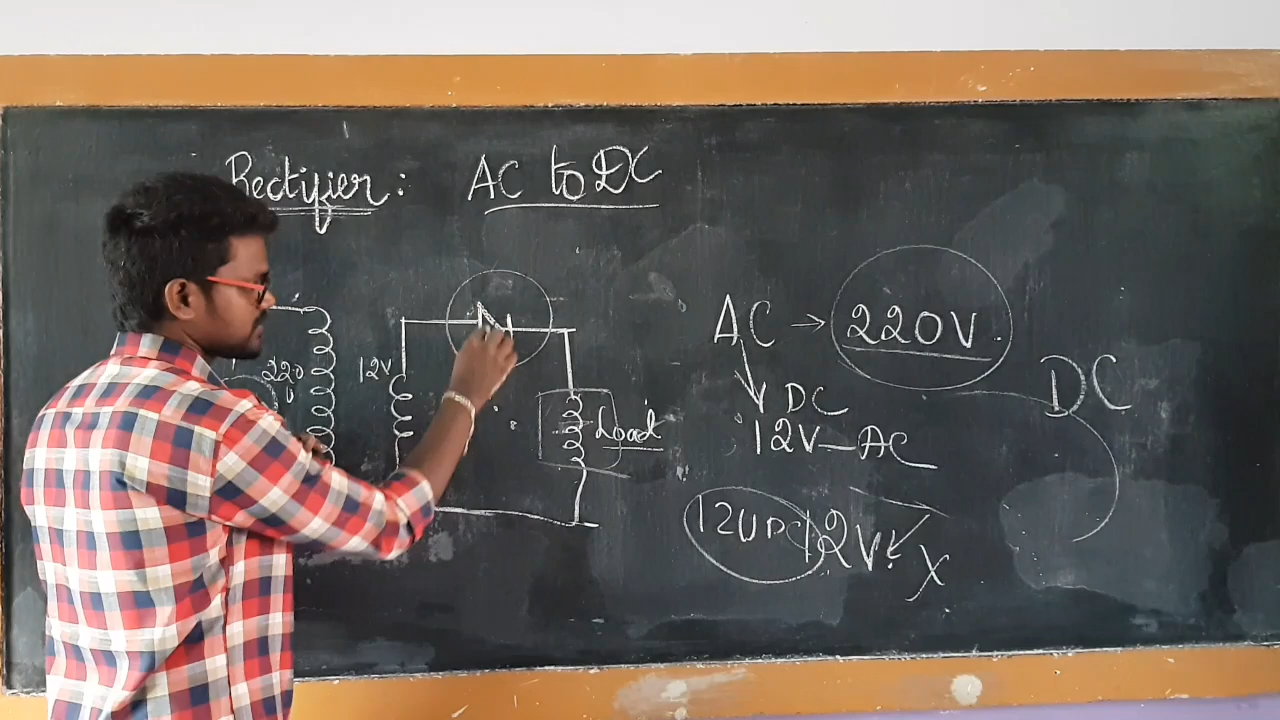 Rectifier: AC to DC
AC → 220V
220
V
12V
DC
DC
Load
12V-AC
12V DC
12V
X